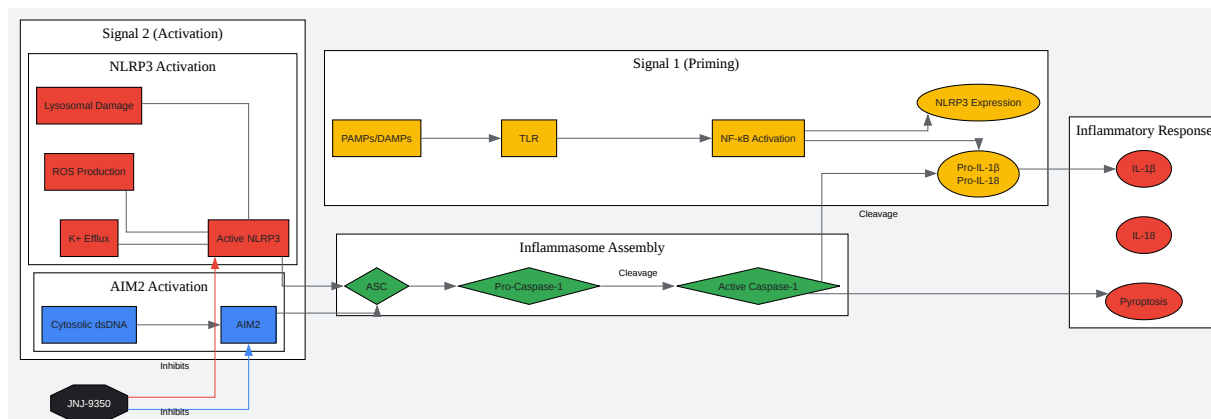 Signal 2 (Activation)
NLRP3 Activation
Lysosomal Damage
ROS Production
K+ Efflux
Active NLRP3
AIM2 Activation
Cytosolic dsDNA
AIM2
Inhibits
JNJ-9350
Inhibits
Signal 1 (Priming)
PAMPs/DAMPs
TLR
NF-κB Activation
NLRP3 Expression
Pro-IL-1β
Pro-IL-18
Cleavage
Inflammasome Assembly
ASC
Pro-Caspase-1
Cleavage
Active Caspase-1
Inflammatory Response
IL-1β
IL-18
Pyroptosis